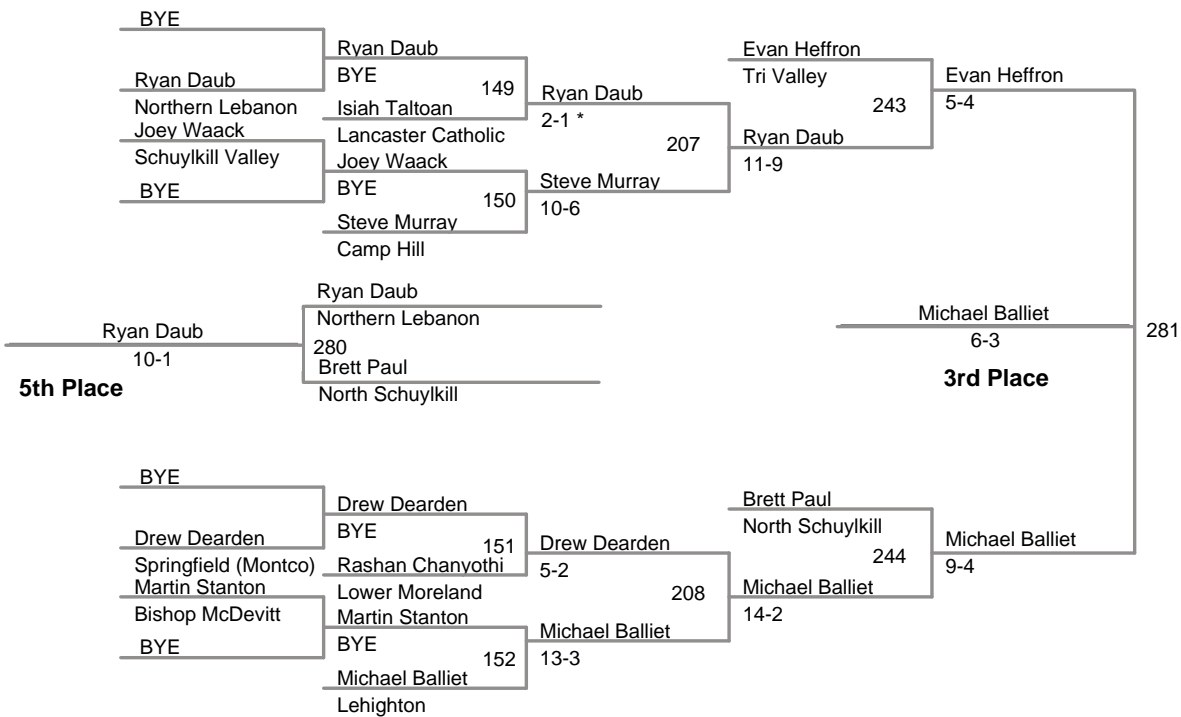 BYE
Ryan Daub
Northern Lebanon
Joey Waack
Schuylkill Valley
BYE
Ryan Daub
BYE
149
Isiah Taltoan
Lancaster Catholic
Joey Waack
BYE
150
Steve Murray
Camp Hill
Ryan Daub
2-1 *
207
Steve Murray
10-6
Evan Heffron
Tri Valley
243
Ryan Daub
11-9
Evan Heffron
5-4
Ryan Daub
10-1
5th Place
Ryan Daub
Northern Lebanon
280
Brett Paul
North Schuylkill
Michael Balliet
6-3
3rd Place
281
BYE
Drew Dearden
Springfield (Montco)
Martin Stanton
Bishop McDevitt
BYE
Drew Dearden
BYE
151
Rashan Chanyothi
Lower Moreland
Martin Stanton
BYE
152
Michael Balliet
Lehighton
Drew Dearden
5-2
208
Michael Balliet
13-3
Brett Paul
North Schuylkill
244
Michael Balliet
14-2
Michael Balliet
9-4